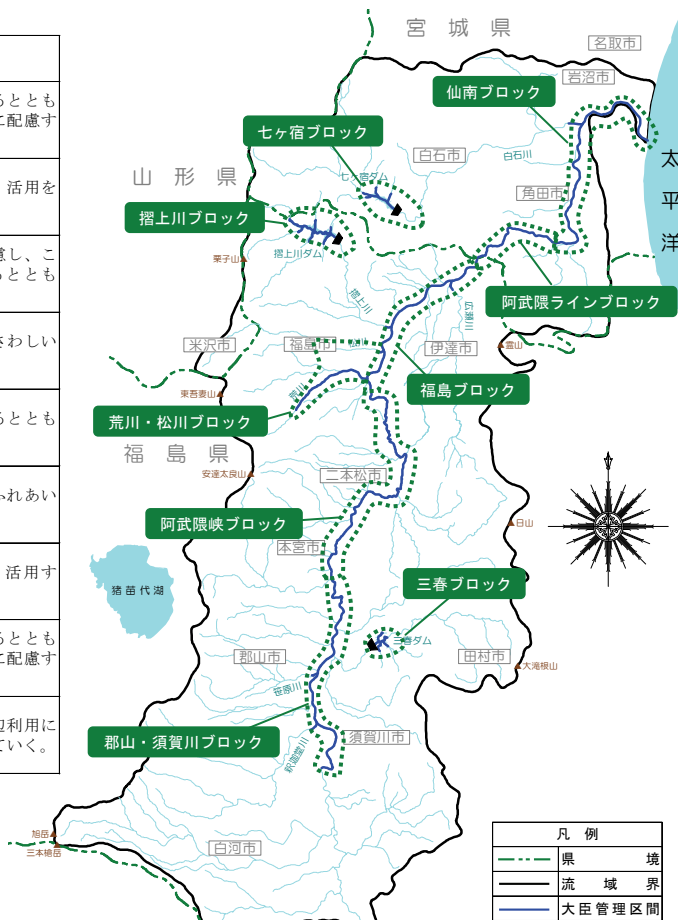 るととも
に配慮す
活用を
慮し、こ
るととも
さわしい
るととも
ふれあい
活用す
るととも
に配慮す
辺利用に
ていく。
宮城県
名取市
岩沼市
仙南ブロック
七ヶ宿ブロック
白石市
白石川
山形県
七ヶ宿ダム
角田市
太平洋
摺上川ブロック
栗子山
摺上川ダム
摺上川
阿武隈ラインブロック
広瀬川
米沢市
福島市
松川
伊達市
霊山
東吾妻山
荒川
福島ブロック
荒川・松川ブロック
福島県
安達太良山
二本松市
阿武隈峡ブロック
日山
本宮市
猪苗代湖
三春ブロック
三春ダム
郡山市
田村市
大滝根山
笹原川
郡山・須賀川ブロック
須賀川市
釈迦堂川
旭岳
三本槍岳
白河市
凡例
県境
流域界
大臣管理区間